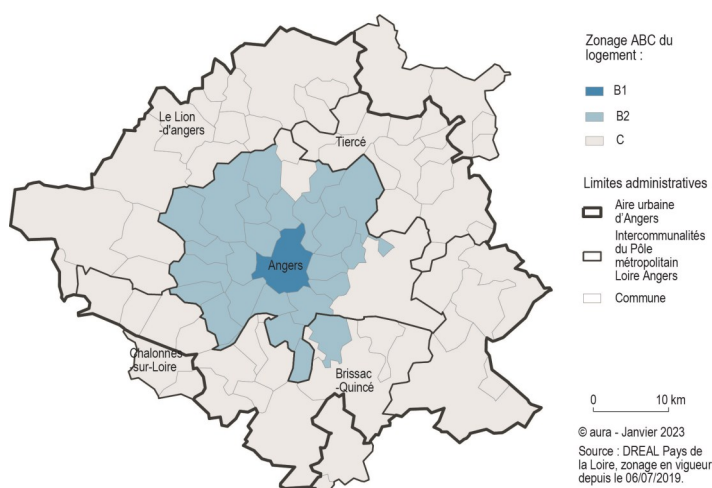 Le Lion
-d'angers
Tiercé
Angers
Chalonnes
-sur-Loire
Brissac
-Quincé
Zonage ABC du
logement :
B1
B2
C
Limites administratives
Aire urbaine
d'Angers
Intercommunalités
du Pôle
métropolitain
Loire Angers
Commune
0 10 km
© aura - Janvier 2023
Source : DREAL Pays de
la Loire, zonage en vigueur
depuis le 06/07/2019.